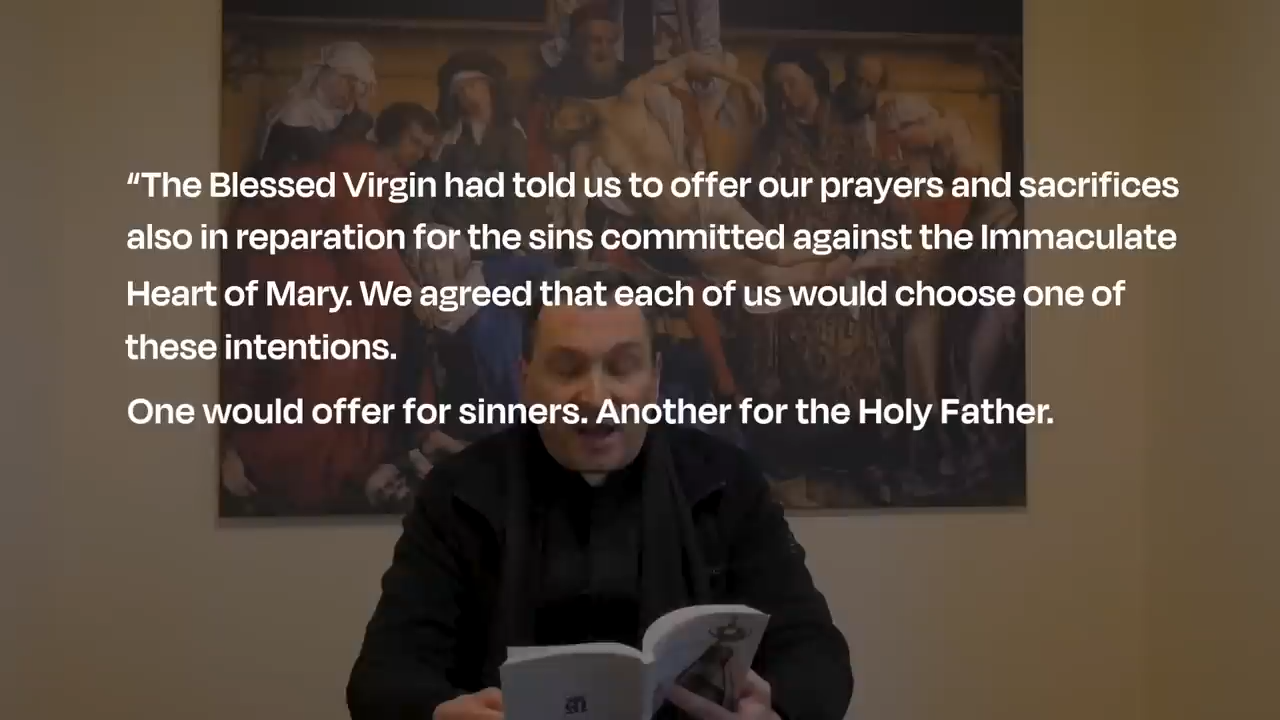 “The Blessed Virgin had told us to offer our prayers and sacrifices
also in reparation for the sins committed against the Immaculate
Heart of Mary. We agreed that each of us would choose one of
these intentions.
One would offer for sinners. Another for the Holy Father.